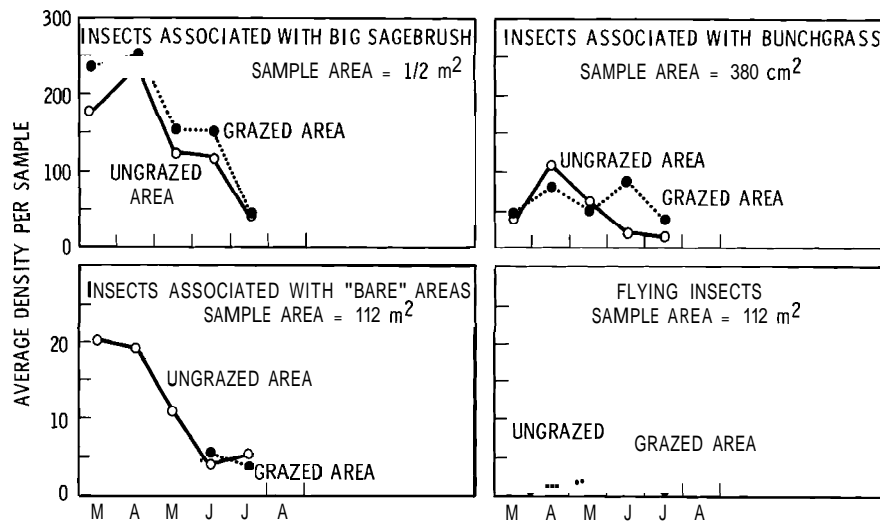 AVERAGE DENSITY PER SAMPLE
INSECTS ASSOCIATED WITH BIG SAGEBRUSH
SAMPLE AREA = 1/2 m²
300
200
100
0
GRAZED AREA
UNGRAZED
AREA
INSECTS ASSOCIATED WITH BUNCHGRASS
SAMPLE AREA = 380 cm²
UNGRAZED AREA
GRAZED AREA
INSECTS ASSOCIATED WITH "BARE" AREAS
SAMPLE AREA = 112 m²
20
10
0
UNGRAZED AREA
GRAZED AREA
M A M J J A
FLYING INSECTS
SAMPLE AREA = 112 m²
UNGRAZED
GRAZED AREA
M A M J J A